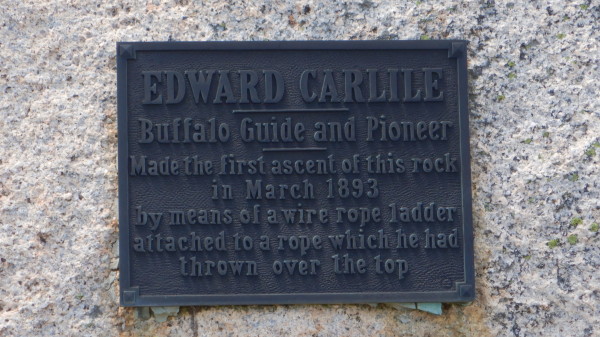 EDWARD CARLILE
Buffalo Guide and Pioneer
Made the first ascent of this rock
in March 1893
by means of a wire rope ladder
attached to a rope which he had
thrown over the top